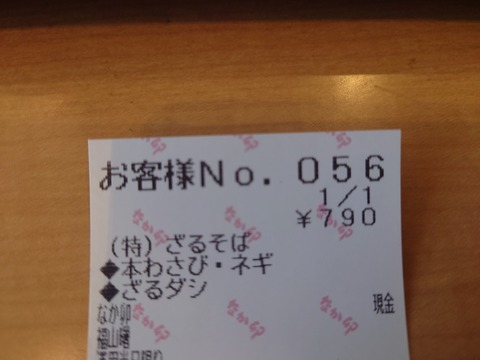 お客様No. 056
1/1
¥790
(特)ざるそば
◆本わさび・ネギ
◆ざるダシ
現金
なか卯
福山曙